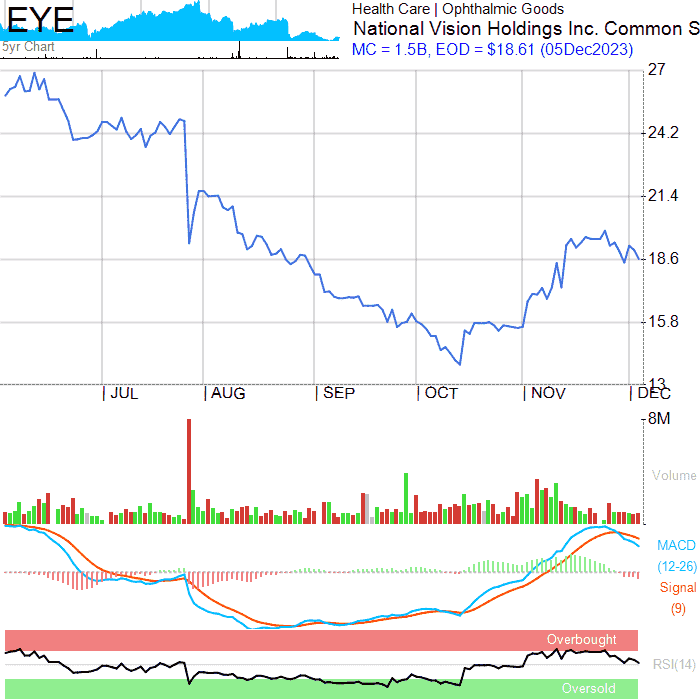 EYE
5yr Chart
Health Care | Ophthalmic Goods
National Vision Holdings Inc. Common S
MC = 1.5B, EOD = $18.61 (05Dec2023)
27
24.2
21.4
18.6
15.8
13
JUL
AUG
SEP
OCT
NOV
DEC
8M
Volume
MACD
(12-26)
Signal
(9)
Overbought
RSI(14)
Oversold